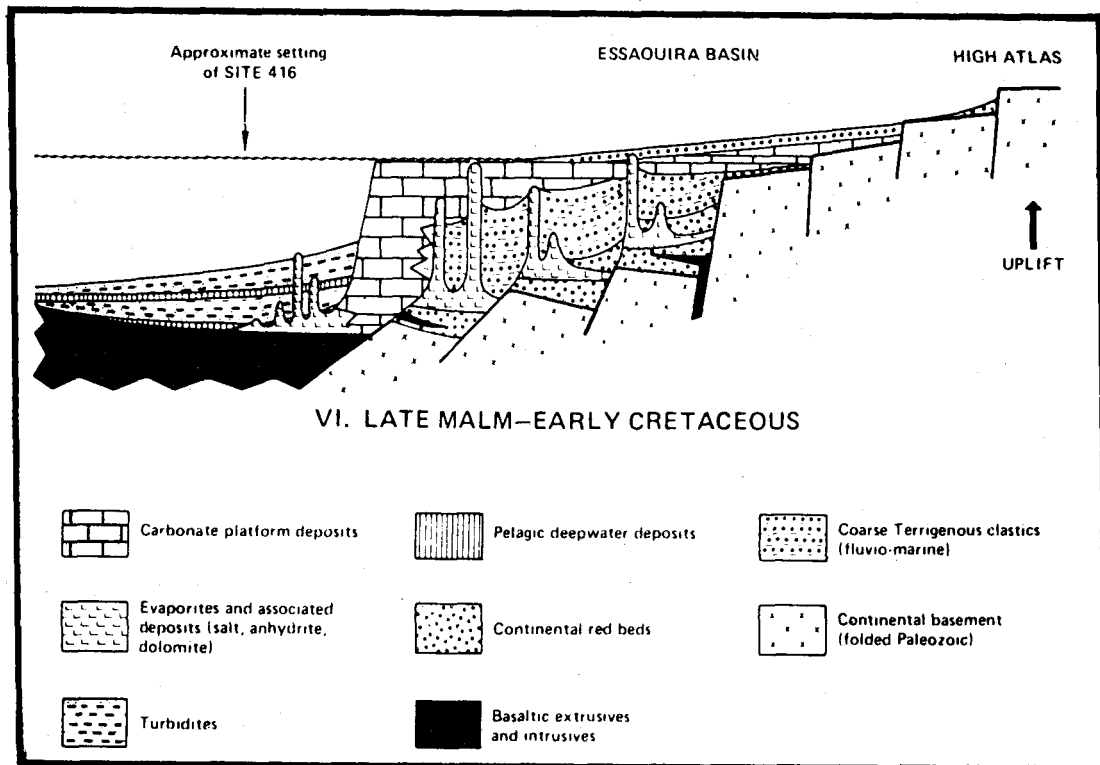 Approximate setting
of SITE 416
ESSAOUIRA BASIN
HIGH ATLAS
UPLIFT
VI. LATE MALM–EARLY CRETACEOUS
Carbonate platform deposits
Pelagic deepwater deposits
Coarse Terrigenous clastics
(fluvio-marine)
Evaporites and associated
deposits (salt, anhydrite,
dolomite)
Continental red beds
Continental basement
(folded Paleozoic)
Turbidites
Basaltic extrusives
and intrusives